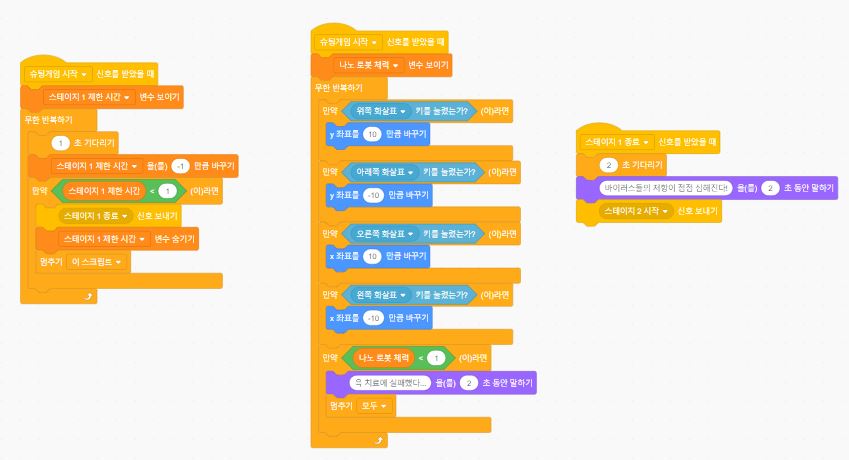 슈팅게임 시작 신호를 받았을 때
스테이지 1 제한 시간 변수 보이기
무한 반복하기
1 초 기다리기
스테이지 1 제한 시간 을(를) -1 만큼 바꾸기
만약 스테이지 1 제한 시간 < 1 (이)라면
스테이지 1 종료 신호 보내기
스테이지 1 제한 시간 변수 숨기기
멈추기 이 스크립트
슈팅게임 시작 신호를 받았을 때
나노 로봇 체력 변수 보이기
무한 반복하기
만약 위쪽 화살표 키를 눌렀는가? (이)라면
y 좌표를 10 만큼 바꾸기
만약 아래쪽 화살표 키를 눌렀는가? (이)라면
y 좌표를 -10 만큼 바꾸기
만약 오른쪽 화살표 키를 눌렀는가? (이)라면
x 좌표를 10 만큼 바꾸기
만약 왼쪽 화살표 키를 눌렀는가? (이)라면
x 좌표를 -10 만큼 바꾸기
만약 나노 로봇 체력 < 1 (이)라면
윽 치료에 실패했다... 을(를) 2 초 동안 말하기
멈추기 모두
스테이지 1 종료 신호를 받았을 때
2 초 기다리기
바이러스들의 저항이 점점 심해진다! 을(를) 2 초 동안 말하기
스테이지 2 시작 신호 보내기